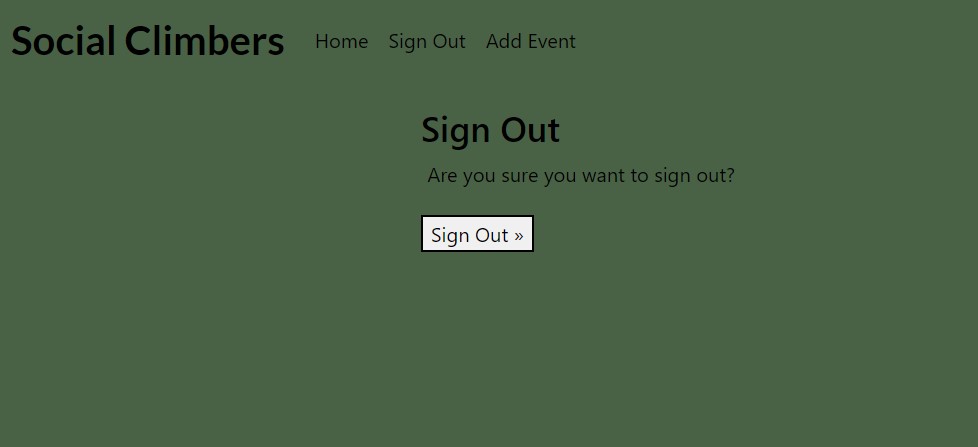 Social Climbers Home Sign Out Add Event
Sign Out
Are you sure you want to sign out?
Sign Out »